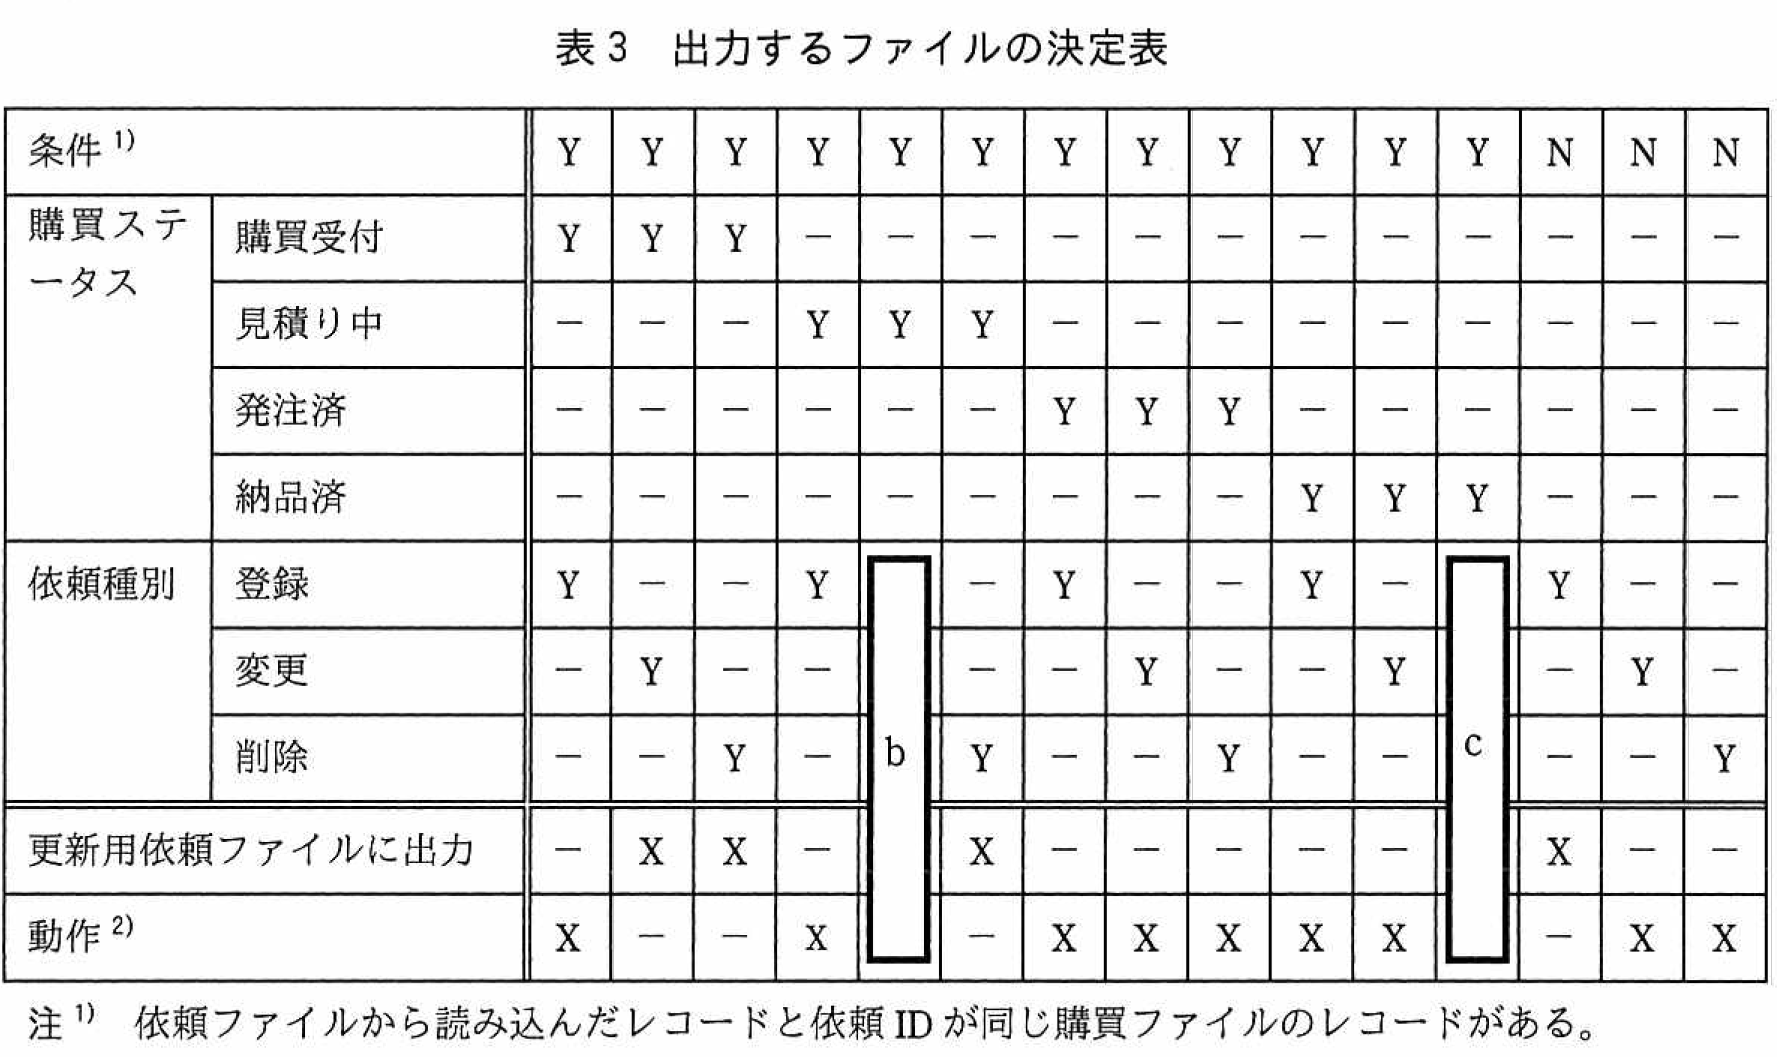 表3 出力するファイルの決定表
条件 1) Y Y Y Y Y Y Y Y Y Y Y Y N N N
購買ステータス 購買受付 Y Y Y － － － － － － － － － － － －
見積り中 － － － Y Y Y － － － － － － － － －
発注済 － － － － － － Y Y Y － － － － － －
納品済 － － － － － － － － － Y Y Y － － －
依頼種別 登録 Y － － Y － Y － － Y － Y － －
変更 － Y － － － － Y － － Y － Y －
削除 － － Y － b Y － － Y － － c － － Y
更新用依頼ファイルに出力 － X X － X － － － － － X － －
動作 2) X － － X － X X X X X － X X
注 1) 依頼ファイルから読み込んだレコードと依頼 ID が同じ購買ファイルのレコードがある。